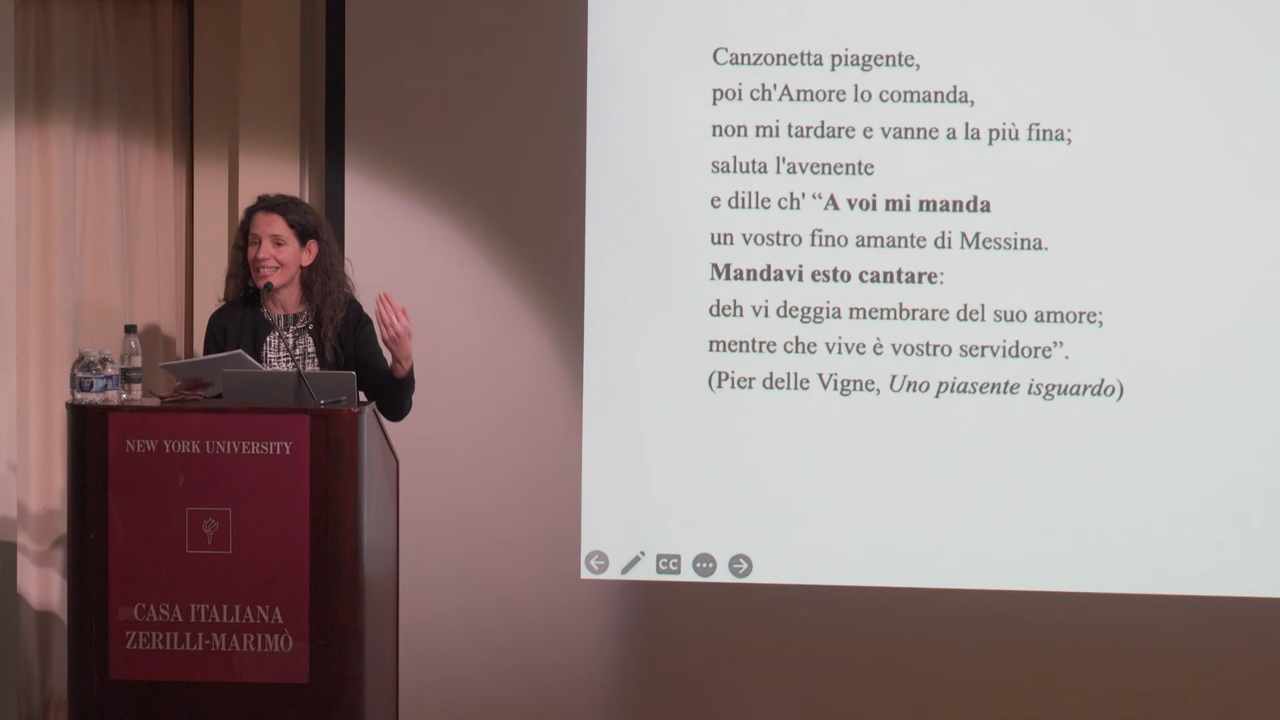 Canzonetta piagente,
poi ch'Amore lo comanda,
non mi tardare e vanne a la più fina;
saluta l'avenente
e dille ch' “A voi mi manda
un vostro fino amante di Messina.
Mandavi esto cantare:
deh vi deggia membrare del suo amore;
mentre che vive è vostro servidore”.
(Pier delle Vigne, Uno piasente isguardo)
CC
NEW YORK UNIVERSITY
CASA ITALIANA
ZERILLI-MARIMÒ